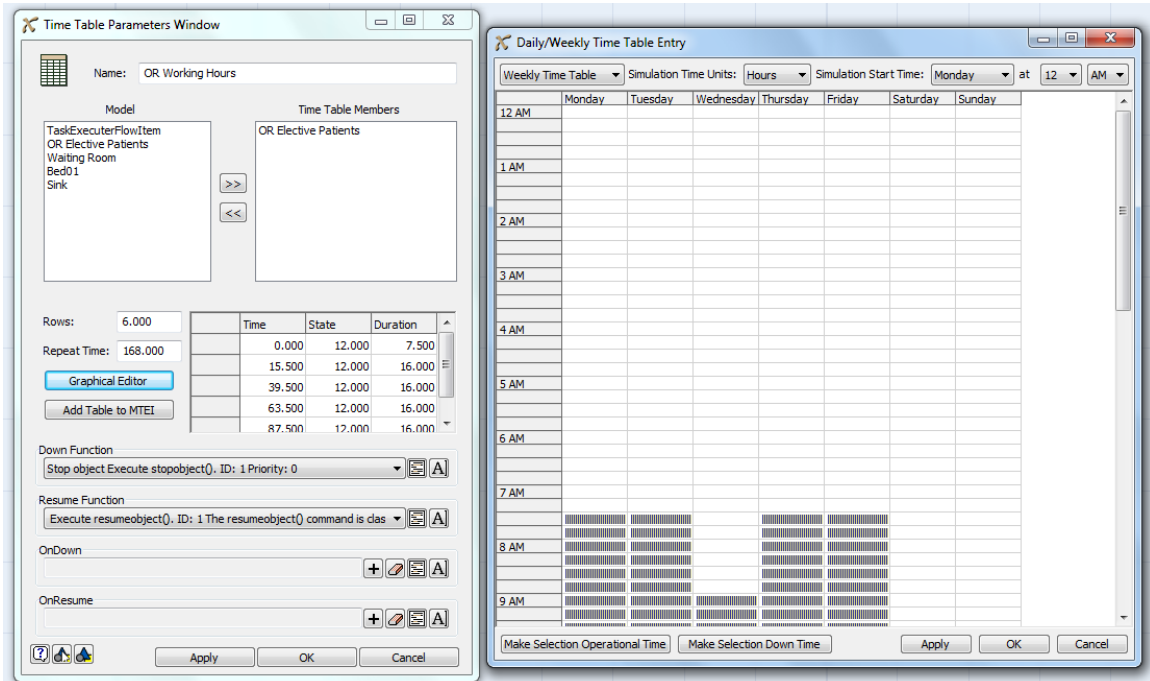 Time Table Parameters Window
Name: OR Working Hours
Model
Time Table Members
TaskExecuterFlowItem
OR Elective Patients
Waiting Room
Bed01
Sink
OR Elective Patients
>>
<<
Rows: 6.000
Repeat Time: 168.000
Graphical Editor
Add Table to MTEI
Time State Duration
0.000 12.000 7.500
15.500 12.000 16.000
39.500 12.000 16.000
63.500 12.000 16.000
87.500 12.000 16.000
Down Function
Stop object Execute stopobject(). ID: 1 Priority: 0
A
Resume Function
Execute resumeobject(). ID: 1 The resumeobject() command is clas
A
OnDown
+ A
OnResume
+ A
?
Apply OK Cancel
Daily/Weekly Time Table Entry
Weekly Time Table Simulation Time Units: Hours Simulation Start Time: Monday at 12 AM
Monday Tuesday Wednesday Thursday Friday Saturday Sunday
12 AM
1 AM
2 AM
3 AM
4 AM
5 AM
6 AM
7 AM
8 AM
9 AM
Make Selection Operational Time Make Selection Down Time Apply OK Cancel